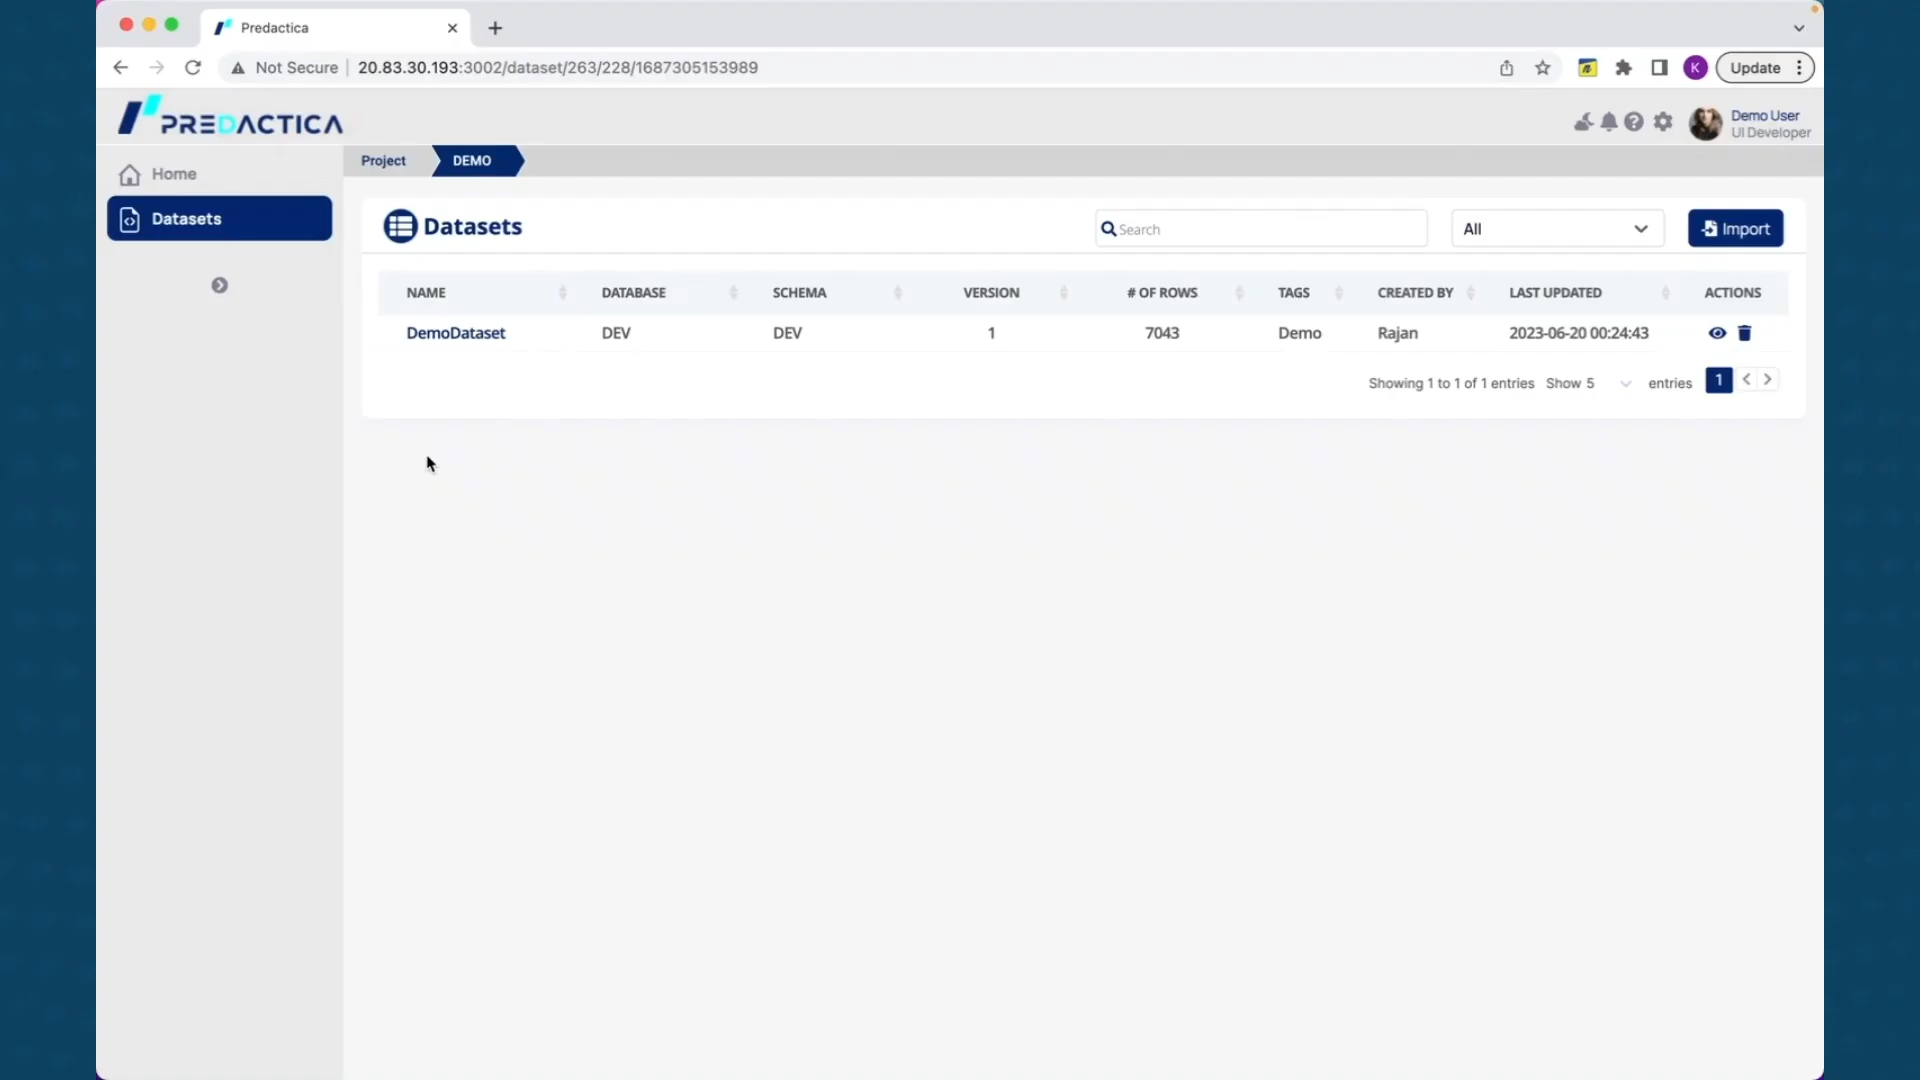 Predactica
Not Secure 20.83.30.193:3002/dataset/263/228/1687305153989
K
Update
PREDACTICA
Demo User
UI Developer
Home
Project
DEMO
Datasets
Datasets
Search
All
Import
NAME DATABASE SCHEMA VERSION # OF ROWS TAGS CREATED BY LAST UPDATED ACTIONS
DemoDataset DEV DEV 1 7043 Demo Rajan 2023-06-20 00:24:43
Showing 1 to 1 of 1 entries Show 5 entries 1